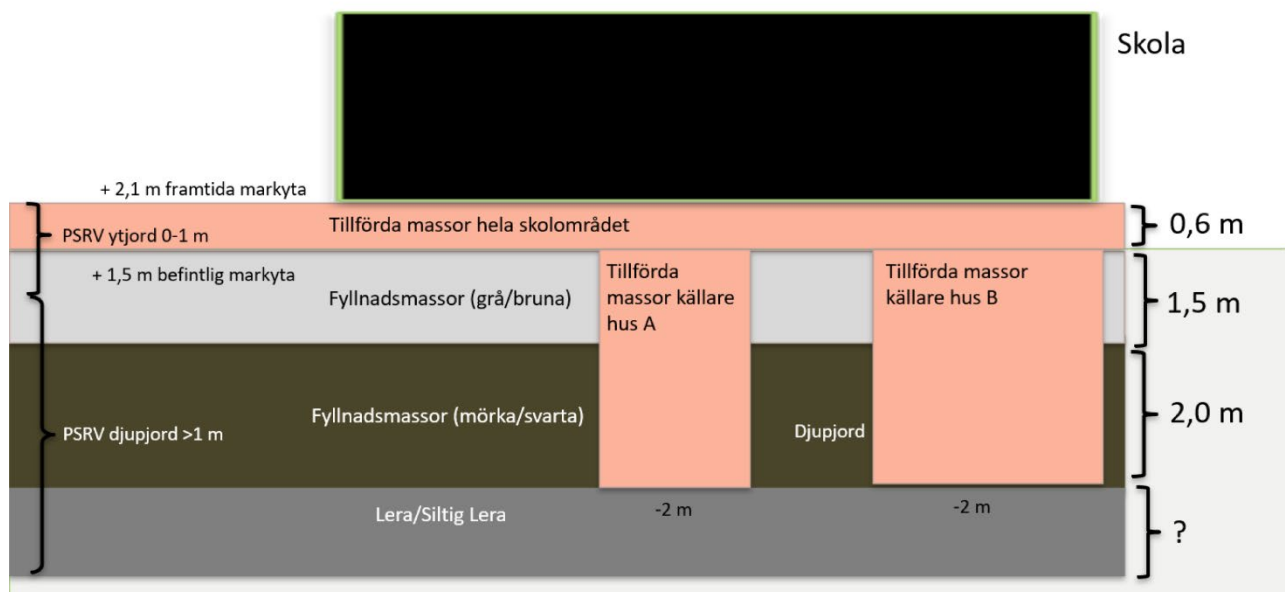 Skola
+ 2,1 m framtida markyta
Tillförda massor hela skolområdet
0,6 m
PSRV ytjord 0-1 m
+ 1,5 m befintlig markyta
Fyllnadsmassor (grå/bruna)
Tillförda
massor källare
hus A
Tillförda massor
källare hus B
1,5 m
Fyllnadsmassor (mörka/svarta)
Djupjord
2,0 m
PSRV djupjord >1 m
Lera/Siltig Lera
-2 m
-2 m
?